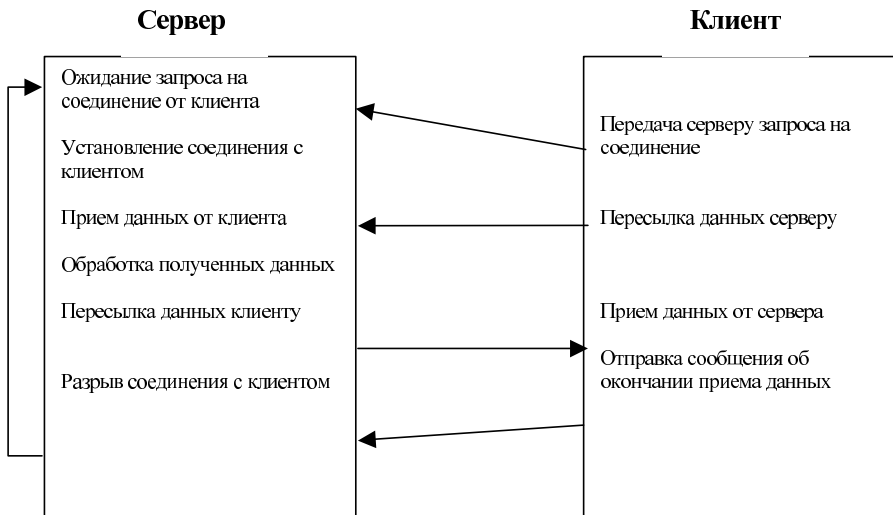 Сервер
Ожидание запроса на
соединение от клиента
Установление соединения с
клиентом
Прием данных от клиента
Обработка полученных данных
Пересылка данных клиенту
Разрыв соединения с клиентом
Клиент
Передача серверу запроса на
соединение
Пересылка данных серверу
Прием данных от сервера
Отправка сообщения об
окончании приема данных